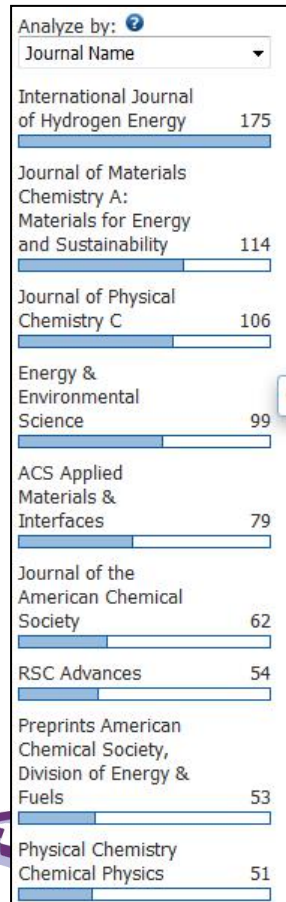 Analyze by: ?
Journal Name
International Journal
of Hydrogen Energy 175
Journal of Materials
Chemistry A:
Materials for Energy
and Sustainability 114
Journal of Physical
Chemistry C 106
Energy &
Environmental
Science 99
ACS Applied
Materials &
Interfaces 79
Journal of the
American Chemical
Society 62
RSC Advances 54
Preprints American
Chemical Society,
Division of Energy &
Fuels 53
Physical Chemistry
Chemical Physics 51